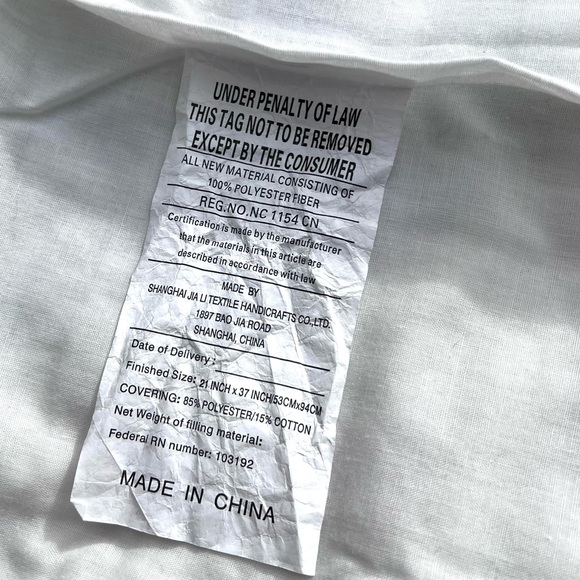 UNDER PENALTY OF LAW
THIS TAG NOT TO BE REMOVED
EXCEPT BY THE CONSUMER
ALL NEW MATERIAL CONSISTING OF
100% POLYESTER FIBER
REG.NO.NC 1154 CN
Certification is made by the manufacturer
that the materials in this article are
described in accordance with law
MADE BY
SHANGHAI JIA LI TEXTILE HANDICRAFTS CO.,LTD.
1897 BAO JIA ROAD
SHANGHAI, CHINA
Date of Delivery:
Finished Size: 21 INCH x 37 INCH/53CMx94CM
COVERING: 85% POLYESTER/15% COTTON
Net Weight of filling material:
Federal RN number: 103192
MADE IN CHINA